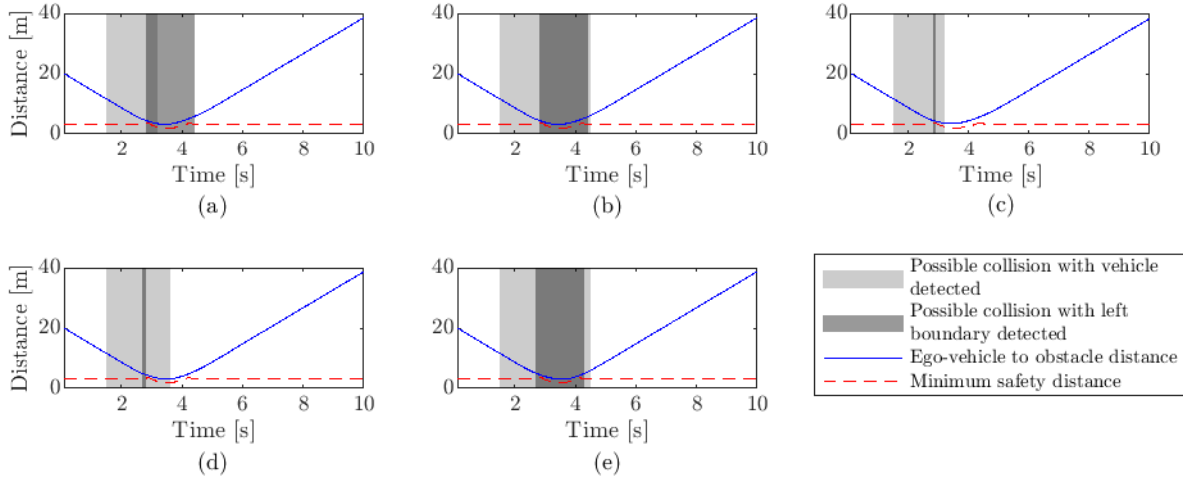 Distance [m]
40
20
0
2 4 6 8 10
Time [s]
(a)
40
20
0
2 4 6 8 10
Time [s]
(b)
40
20
0
2 4 6 8 10
Time [s]
(c)
Distance [m]
40
20
0
2 4 6 8 10
Time [s]
(d)
40
20
0
2 4 6 8 10
Time [s]
(e)
Possible collision with vehicle
detected
Possible collision with left
boundary detected
Ego-vehicle to obstacle distance
Minimum safety distance